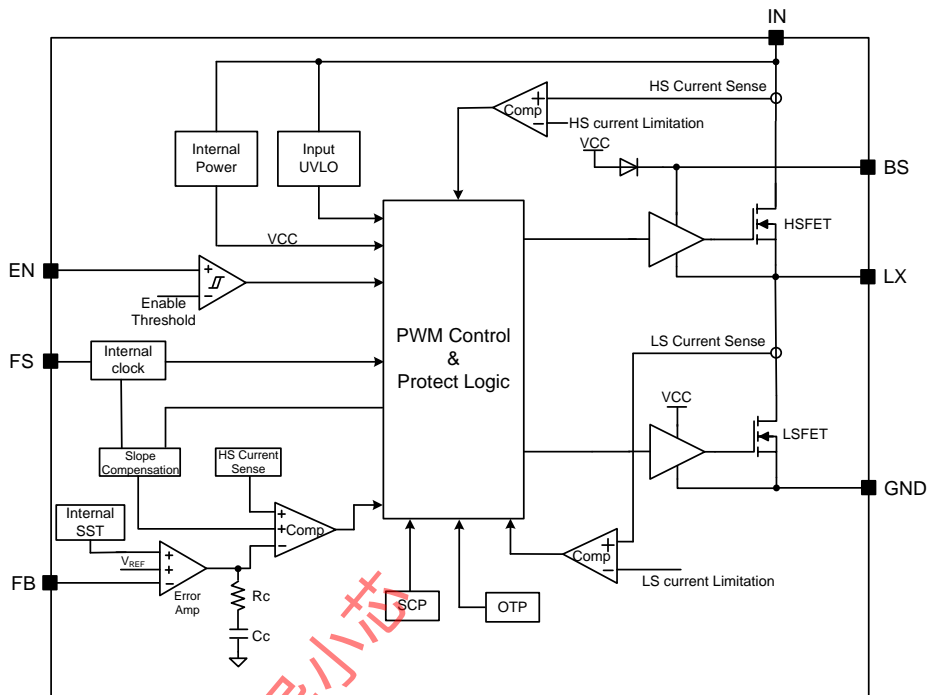 IN
HS Current Sense
+
Comp
−
HS current Limitation
Internal
Power
Input
UVLO
VCC
BS
HSFET
VCC
EN
+
−
Enable
Threshold
LX
FS
Internal
clock
PWM Control
&
Protect Logic
LS Current Sense
VCC
LSFET
Slope
Compensation
HS Current
Sense
GND
Internal
SST
+
+
−
Comp
+
Comp
−
LS current Limitation
VREF
+
+
−
FB
Error
Amp
Rc
Cc
SCP
OTP
小芯